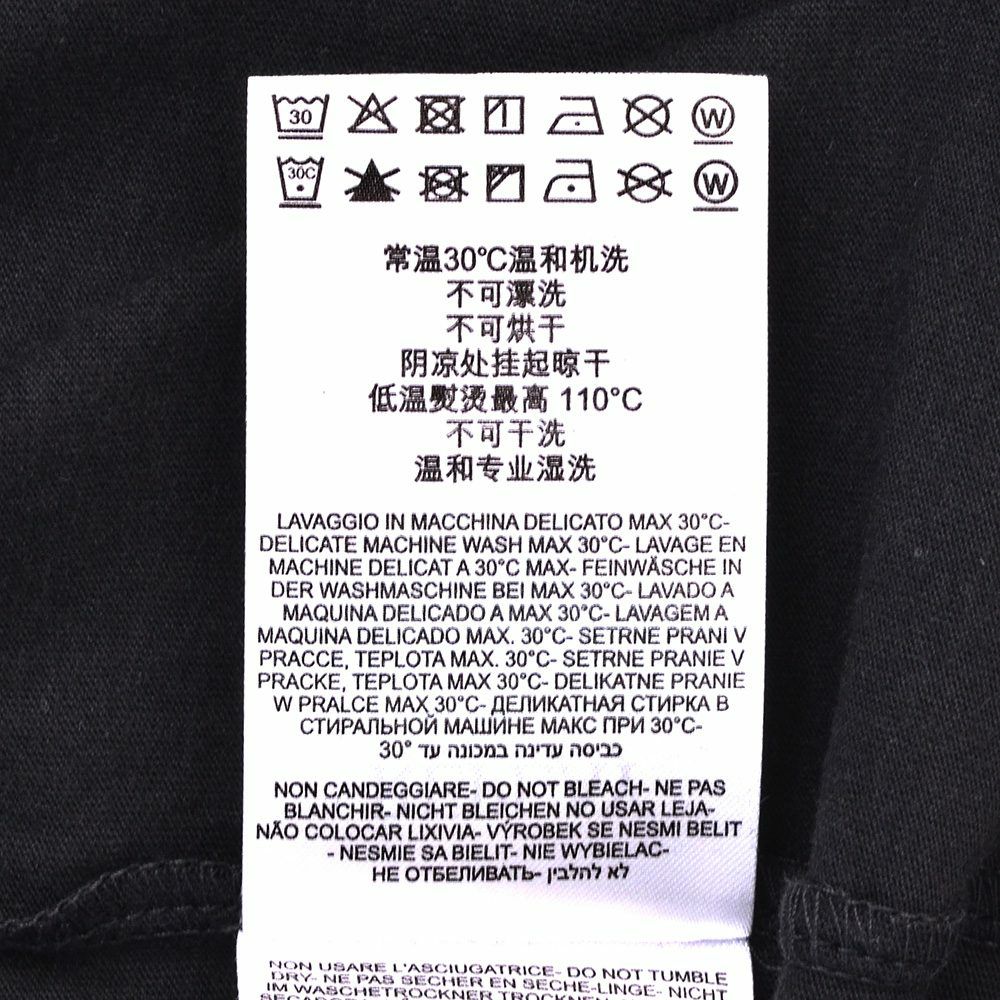 30
W
30C
W
常温30°C温和机洗
不可漂洗
不可烘干
阴凉处挂起晾干
低温熨烫最高 110°C
不可干洗
温和专业湿洗
LAVAGGIO IN MACCHINA DELICATO MAX 30°C-
DELICATE MACHINE WASH MAX 30°C- LAVAGE EN
MACHINE DELICAT A 30°C MAX- FEINWÄSCHE IN
DER WASHMASCHINE BEI MAX 30°C- LAVADO A
MAQUINA DELICADO A MAX 30°C- LAVAGEM A
MAQUINA DELICADO MAX. 30°C- SETRNE PRANI V
PRACCE, TEPLOTA MAX. 30°C- SETRNE PRANIE V
PRACKE, TEPLOTA MAX 30°C- DELIKATNE PRANIE
W PRALCE MAX 30°C- ДЕЛИКАТНАЯ СТИРКА В
СТИРАЛЬНОЙ МАШИНЕ МАКС ПРИ 30°C-
כביסה עדינה במכונה עד 30°
NON CANDEGGIARE- DO NOT BLEACH- NE PAS
BLANCHIR- NICHT BLEICHEN NO USAR LEJA-
NÃO COLOCAR LIXIVIA- VÝROBEK SE NESMI BELIT
- NESMIE SA BIELIT- NIE WYBIELAC-
НЕ ОТБЕЛИВАТЬ- לא להלבין
NON USARE L'ASCIUGATRICE- DO NOT TUMBLE
DRY- NE PAS SECHER EN SECHE-LINGE- NICHT
IM WASCHETROCKNER TROCKNEN